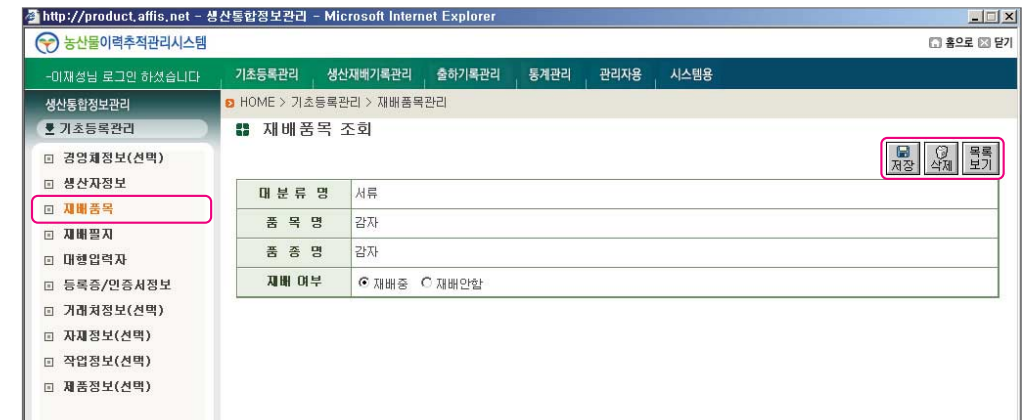 http://product.affis.net - 생산통합정보관리 - Microsoft Internet Explorer
농산물이력추적관리시스템
홈으로 닫기
-이재성님 로그인 하셨습니다
기초등록관리 생산재배기록관리 출하기록관리 통계관리 관리자용 시스템용
생산통합정보관리
HOME > 기초등록관리 > 재배품목관리
기초등록관리
재배품목 조회
저장 삭제 목록보기
경영체정보(선택)
생산자정보
재배품목
재배필지
대행입력자
등록증/인증서정보
거래처정보(선택)
자재정보(선택)
작업정보(선택)
제품정보(선택)
대분류명 서류
품목명 감자
품종명 감자
재배 여부 재배중 재배안함